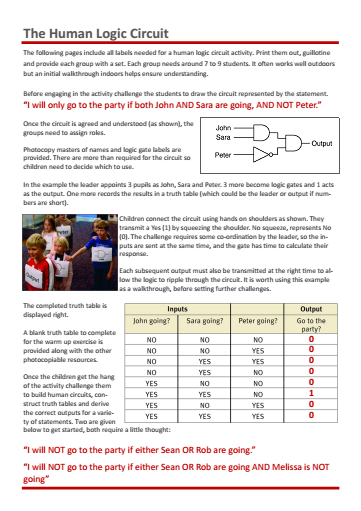 The Human Logic Circuit
The following pages include all labels needed for a human logic circuit activity. Print them out, guillotine
and provide each group with a set. Each group needs around 7 to 9 students. It often works well outdoors
but an initial walkthrough indoors helps ensure understanding.
Before engaging in the activity challenge the students to draw the circuit represented by the statement.
"I will only go to the party if both John AND Sara are going, AND NOT Peter."
Once the circuit is agreed and understood (as shown), the
groups need to assign roles.
Photocopy masters of names and logic gate labels are
provided. There are more than required for the circuit so
children need to decide which to use.
John
Sara
Peter
Output
In the example the leader appoints 3 pupils as John, Sara and Peter. 3 more become logic gates and 1 acts
as the output. One more records the results in a truth table (which could be the leader or output if num-
bers are short).
Children connect the circuit using hands on shoulders as shown. They
transmit a Yes (1) by squeezing the shoulder. No squeeze, represents No
(0). The challenge requires some co-ordination by the leader, so the in-
puts are sent at the same time, and the gate has time to calculate their
response.
Each subsequent output must also be transmitted at the right time to al-
low the logic to ripple through the circuit. It is worth using this example
as a walkthrough, before setting further challenges.
The completed truth table is
displayed right.
A blank truth table to complete
for the warm up exercise is
provided along with the other
photocopiable resources.
Once the children get the hang
of the activity challenge them
to build human circuits, con-
struct truth tables and derive
the correct outputs for a varie-
ty of statements. Two are given
below to get started, both require a little thought:
Inputs Output
John going? Sara going? Peter going? Go to the
party?
NO NO NO 0
NO NO YES 0
NO YES YES 0
NO YES NO 0
YES NO NO 0
YES YES NO 1
YES NO YES 0
YES YES YES 0
"I will NOT go to the party if either Sean OR Rob are going."
"I will NOT go to the party if either Sean OR Rob are going AND Melissa is NOT
going"